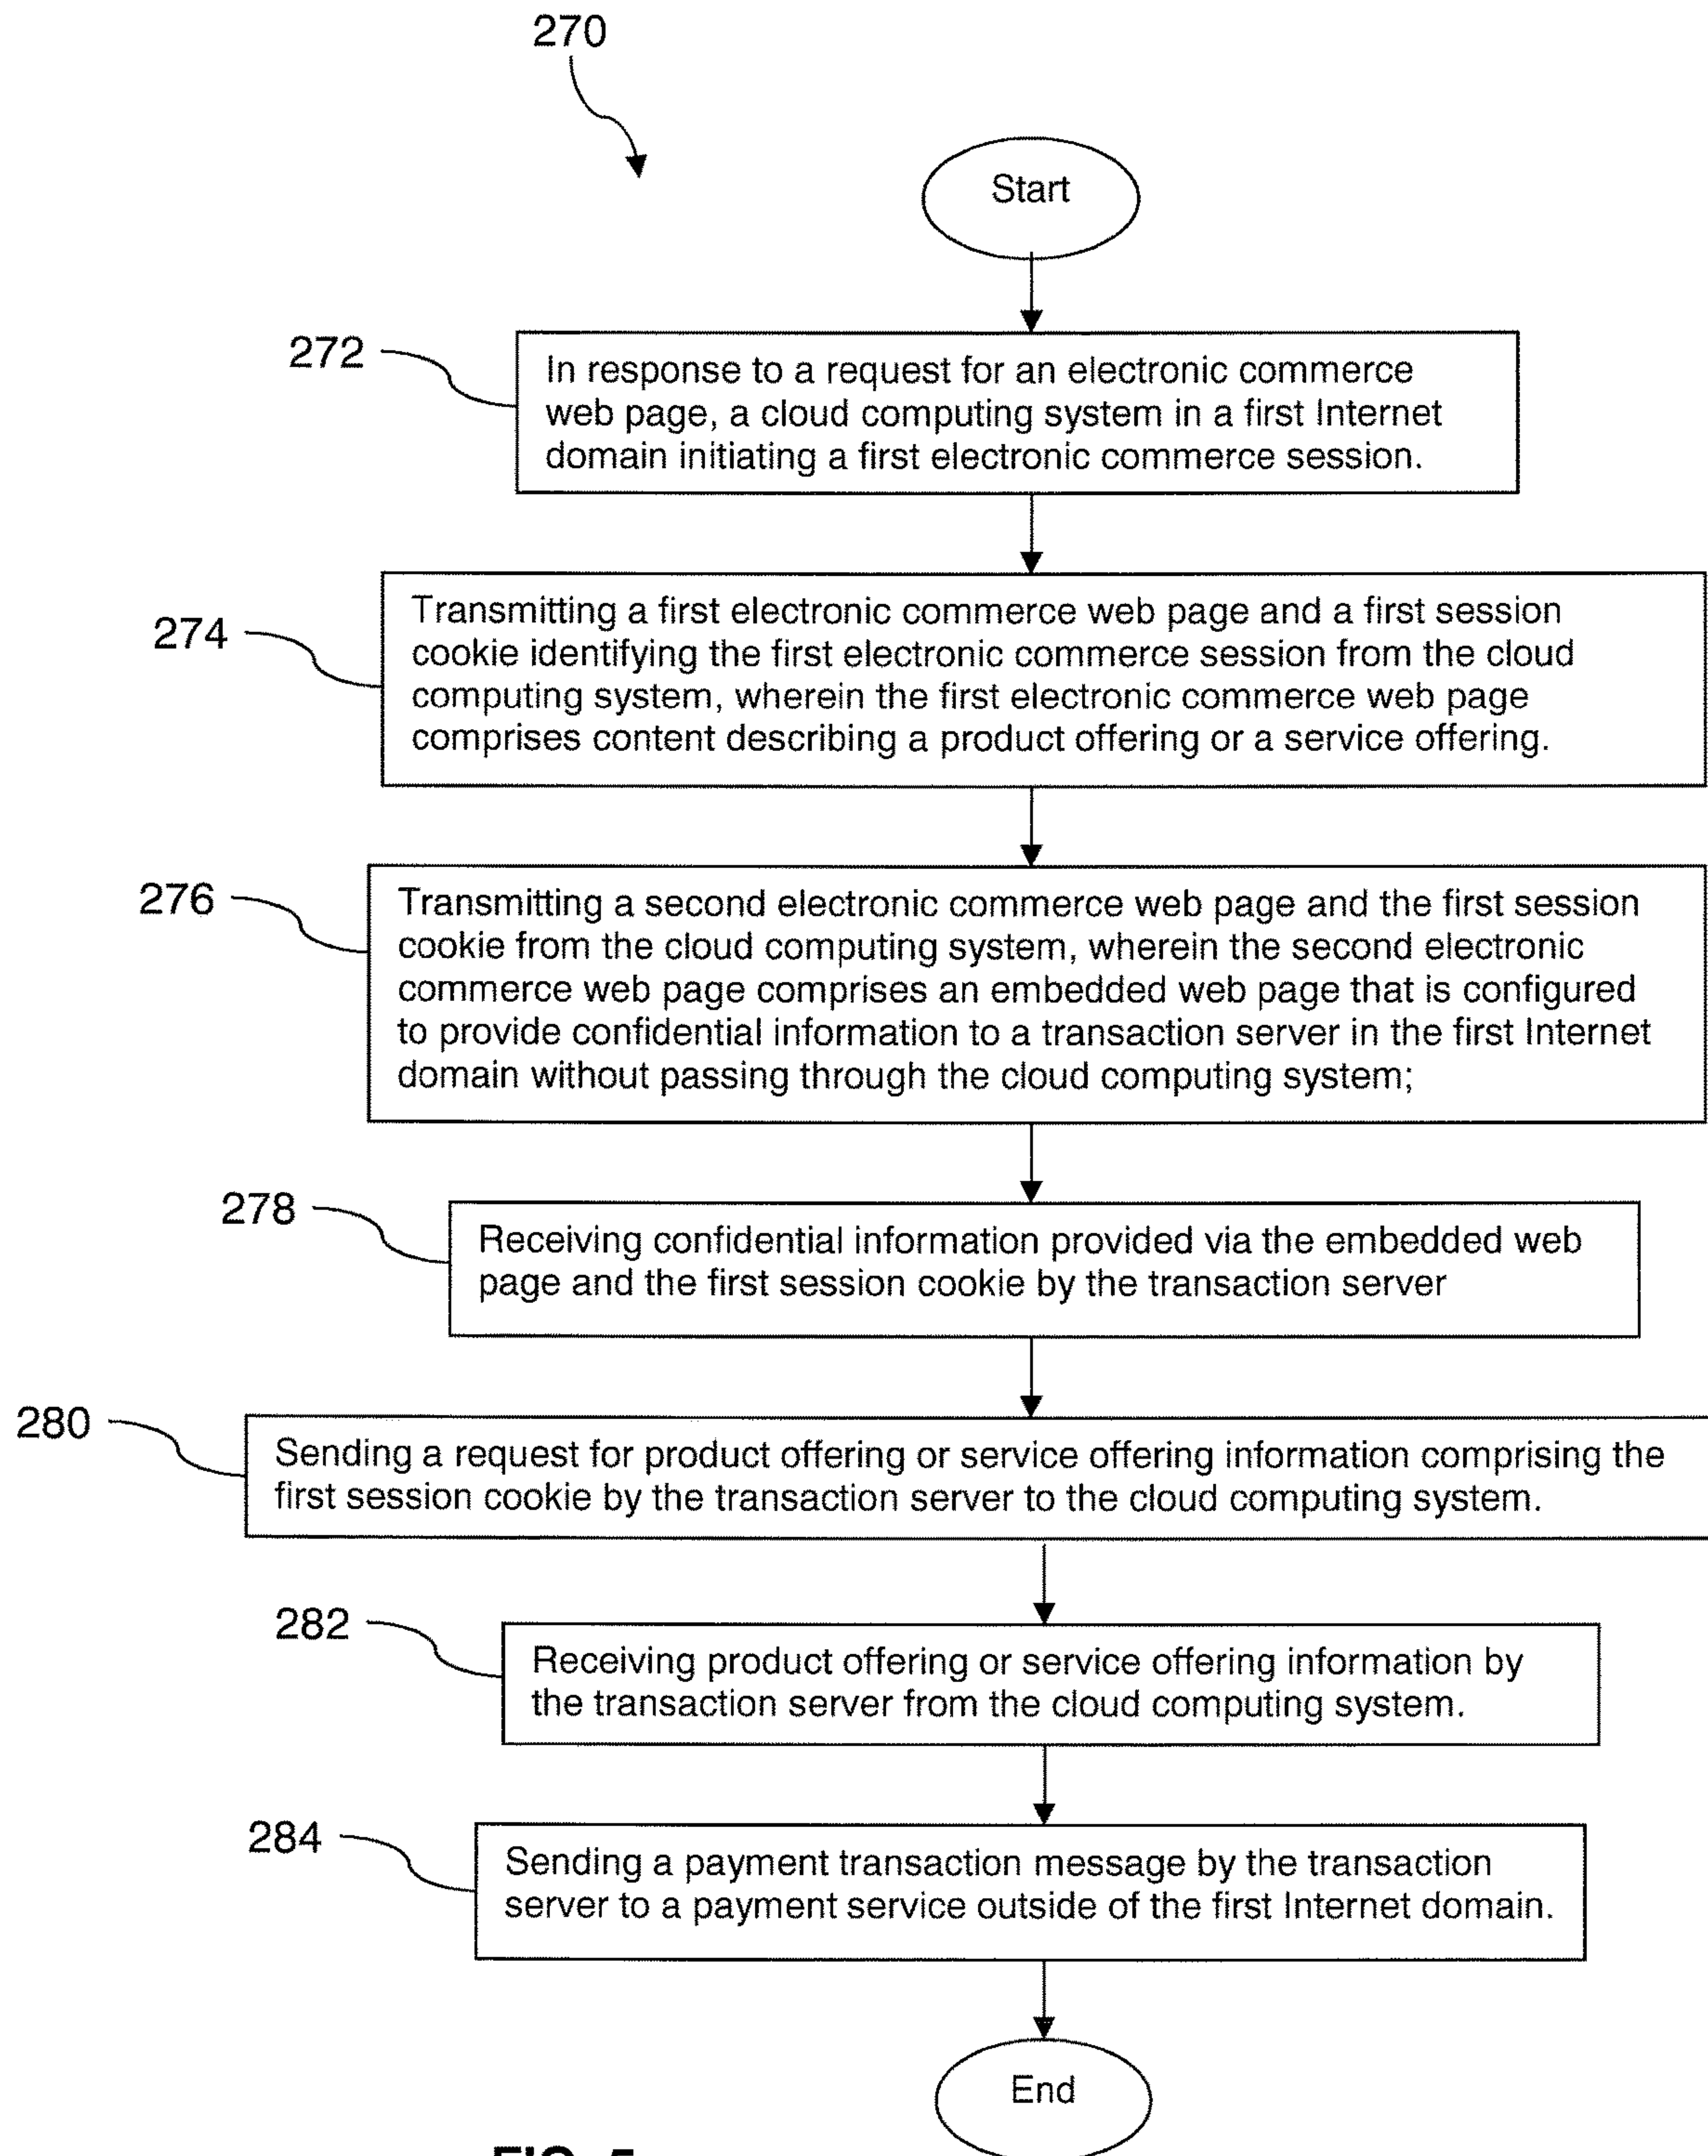 270
Start
272
In response to a request for an electronic commerce
web page, a cloud computing system in a first Internet
domain initiating a first electronic commerce session.
274
Transmitting a first electronic commerce web page and a first session
cookie identifying the first electronic commerce session from the cloud
computing system, wherein the first electronic commerce web page
comprises content describing a product offering or a service offering.
276
Transmitting a second electronic commerce web page and the first session
cookie from the cloud computing system, wherein the second electronic
commerce web page comprises an embedded web page that is configured
to provide confidential information to a transaction server in the first Internet
domain without passing through the cloud computing system;
278
Receiving confidential information provided via the embedded web
page and the first session cookie by the transaction server
280
Sending a request for product offering or service offering information comprising the
first session cookie by the transaction server to the cloud computing system.
282
Receiving product offering or service offering information by
the transaction server from the cloud computing system.
284
Sending a payment transaction message by the transaction
server to a payment service outside of the first Internet domain.
End